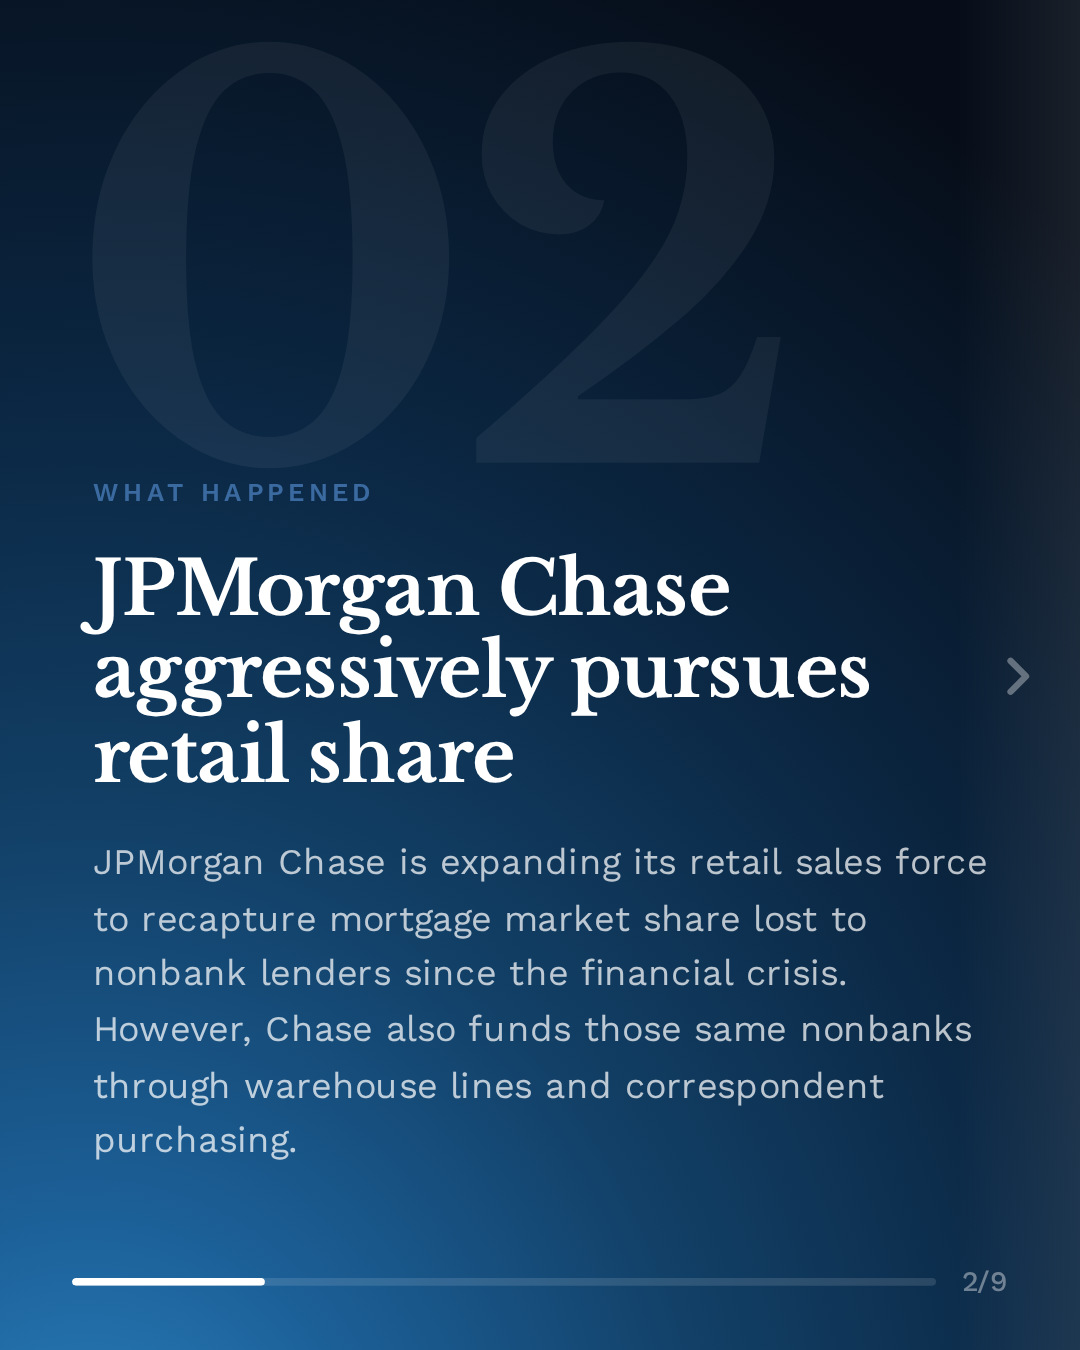 02
WHAT HAPPENED
JPMorgan Chase
aggressively pursues
retail share
JPMorgan Chase is expanding its retail sales force
to recapture mortgage market share lost to
nonbank lenders since the financial crisis.
However, Chase also funds those same nonbanks
through warehouse lines and correspondent
purchasing.
2/9